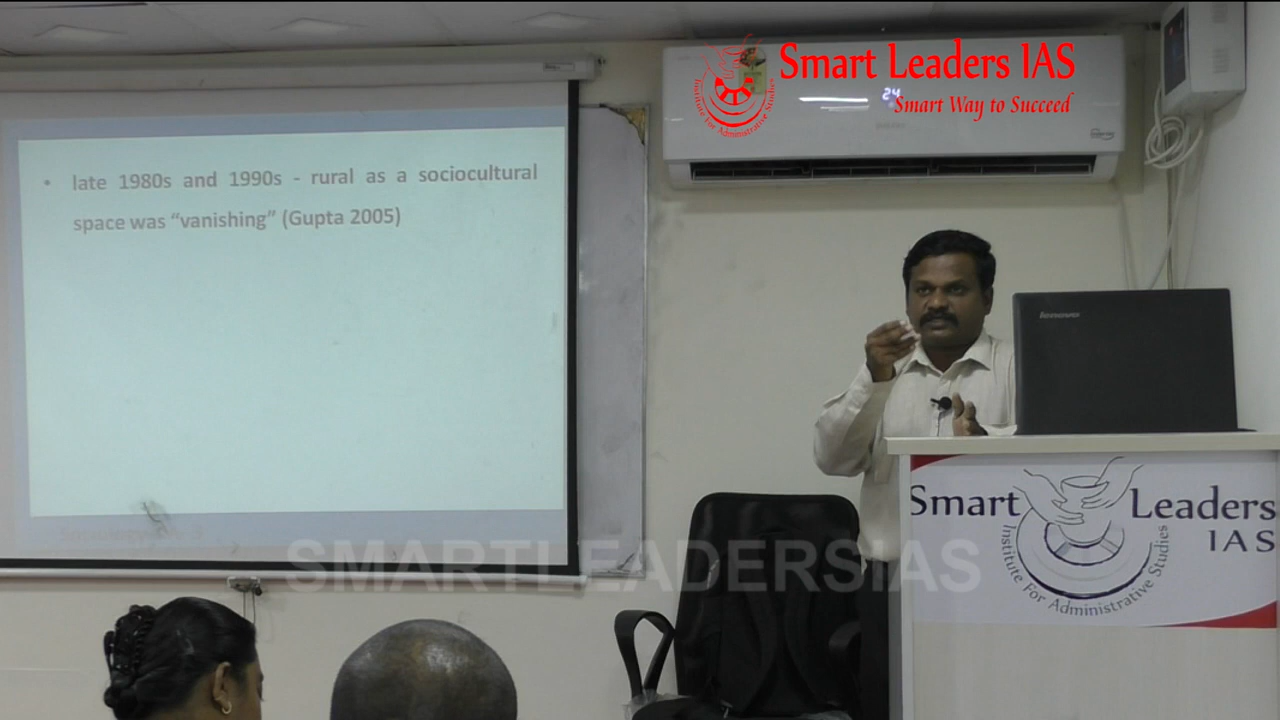 • late 1980s and 1990s - rural as a sociocultural
space was “vanishing” (Gupta 2005)
Smart Leaders IAS
Smart Way to Succeed
Institute For Administrative Studies
24
lenovo
Smart Leaders
IAS
Institute For Administrative Studies
SMARTLEADERSIAS